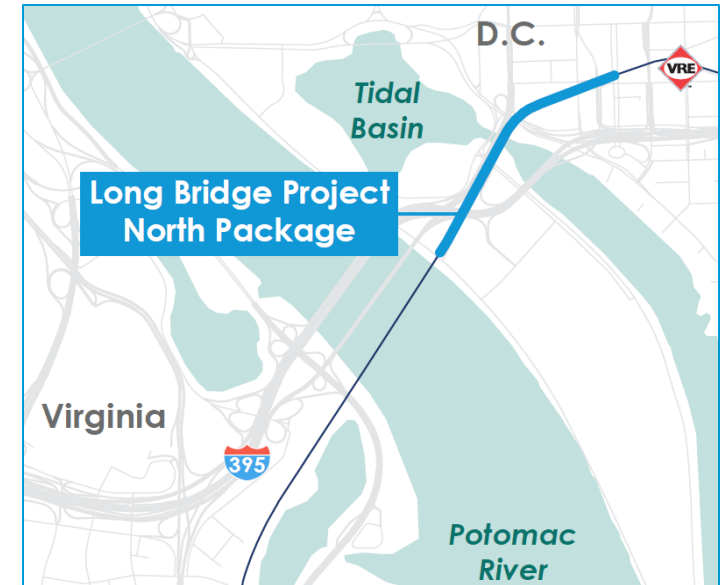 D.C.
VRE
Tidal
Basin
Long Bridge Project
North Package
Virginia
395
Potomac
River